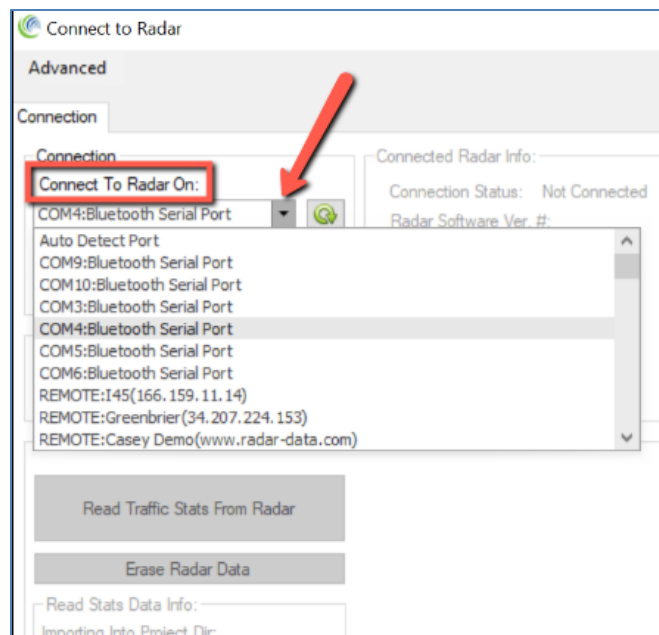 Connect to Radar
Advanced
Connection
Connection
Connect To Radar On:
COM4:Bluetooth Serial Port
Auto Detect Port
COM9:Bluetooth Serial Port
COM10:Bluetooth Serial Port
COM3:Bluetooth Serial Port
COM4:Bluetooth Serial Port
COM5:Bluetooth Serial Port
COM6:Bluetooth Serial Port
REMOTE:I45(166.159.11.14)
REMOTE:Greenbrier(34.207.224.153)
REMOTE:Casey Demo(www.radar-data.com)
Connected Radar Info:
Connection Status: Not Connected
Radar Software Ver. #:
Read Traffic Stats From Radar
Erase Radar Data
Read Stats Data Info:
Importing Into Project Dir: